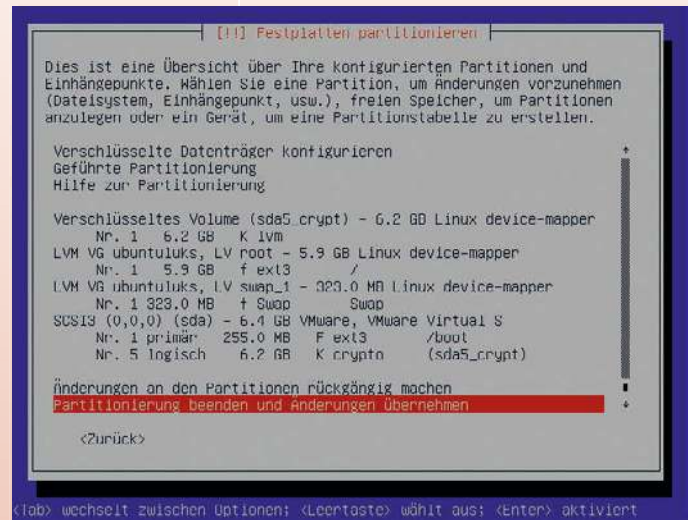 [!!] Festplatten partitionieren
Dies ist eine Übersicht über Ihre konfigurierten Partitionen und
Einhängepunkte. Wählen Sie eine Partition, um Änderungen vorzunehmen
(Dateisystem, Einhängepunkt, usw.), freien Speicher, um Partitionen
anzulegen oder ein Gerät, um eine Partitionstabelle zu erstellen.
Verschlüsselte Datenträger konfigurieren
Geführte Partitionierung
Hilfe zur Partitionierung
Verschlüsseltes Volume (sda5_crypt) - 6.2 GB Linux device-mapper
Nr. 1 6.2 GB K lvm
LVM VG ubuntuluks, LV root - 5.9 GB Linux device-mapper
Nr. 1 5.9 GB f ext3 /
LVM VG ubuntuluks, LV swap_1 - 323.0 MB Linux device-mapper
Nr. 1 323.0 MB f Swap Swap
SCSI3 (0,0,0) (sda) - 6.4 GB VMware, VMware Virtual S
Nr. 1 primär 255.0 MB F ext3 /boot
Nr. 5 logisch 6.2 GB K crypto (sda5_crypt)
Änderungen an den Partitionen rückgängig machen
Partitionierung beenden und Änderungen übernehmen
<Zurück>
<Tab> wechselt zwischen Optionen; <Leertaste> wählt aus; <Enter> aktiviert